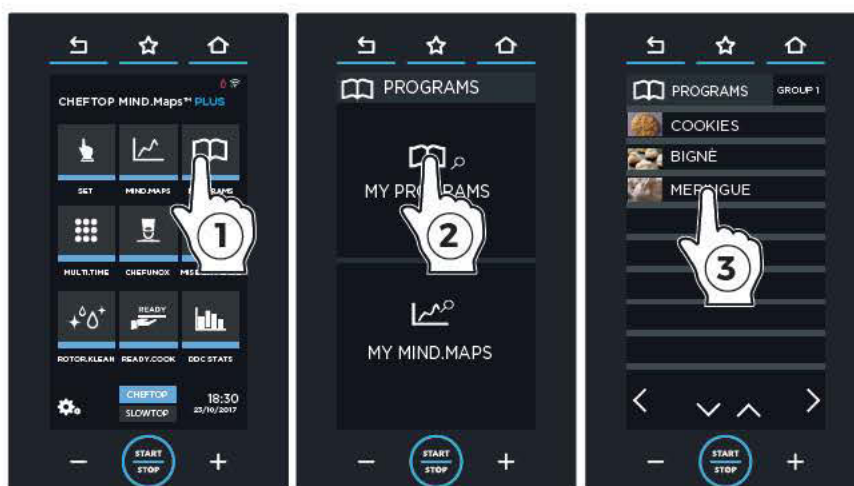 CHEFTOP MIND.Maps™ PLUS
SET
MIND.MAPS
1
MULTI.TIME
CHEFUNOX
ROTOR.KLEAN
READY
READY.COOK
DDC STATS
CHEFTOP
SLOWTOP
18:30
23/10/2017
START
STOP
PROGRAMS
MY PROGRAMS
2
MY MIND.MAPS
START
STOP
PROGRAMS
GROUP 1
COOKIES
BIGNÈ
MERINGUE
3
START
STOP